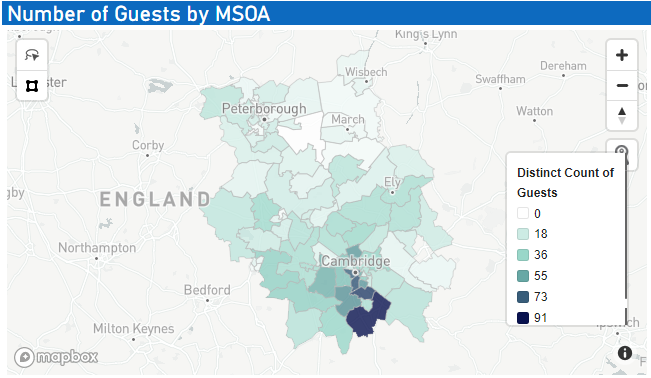 Number of Guests by MSOA
King's Lynn
Wisbech
Dereham
Swaffham
Peterborough
Watton
March
Corby
Ely
ENGLAND
Distinct Count of
Guests
0
18
36
55
73
91
Northampton
Cambridge
Bedford
Milton Keynes
mapbox